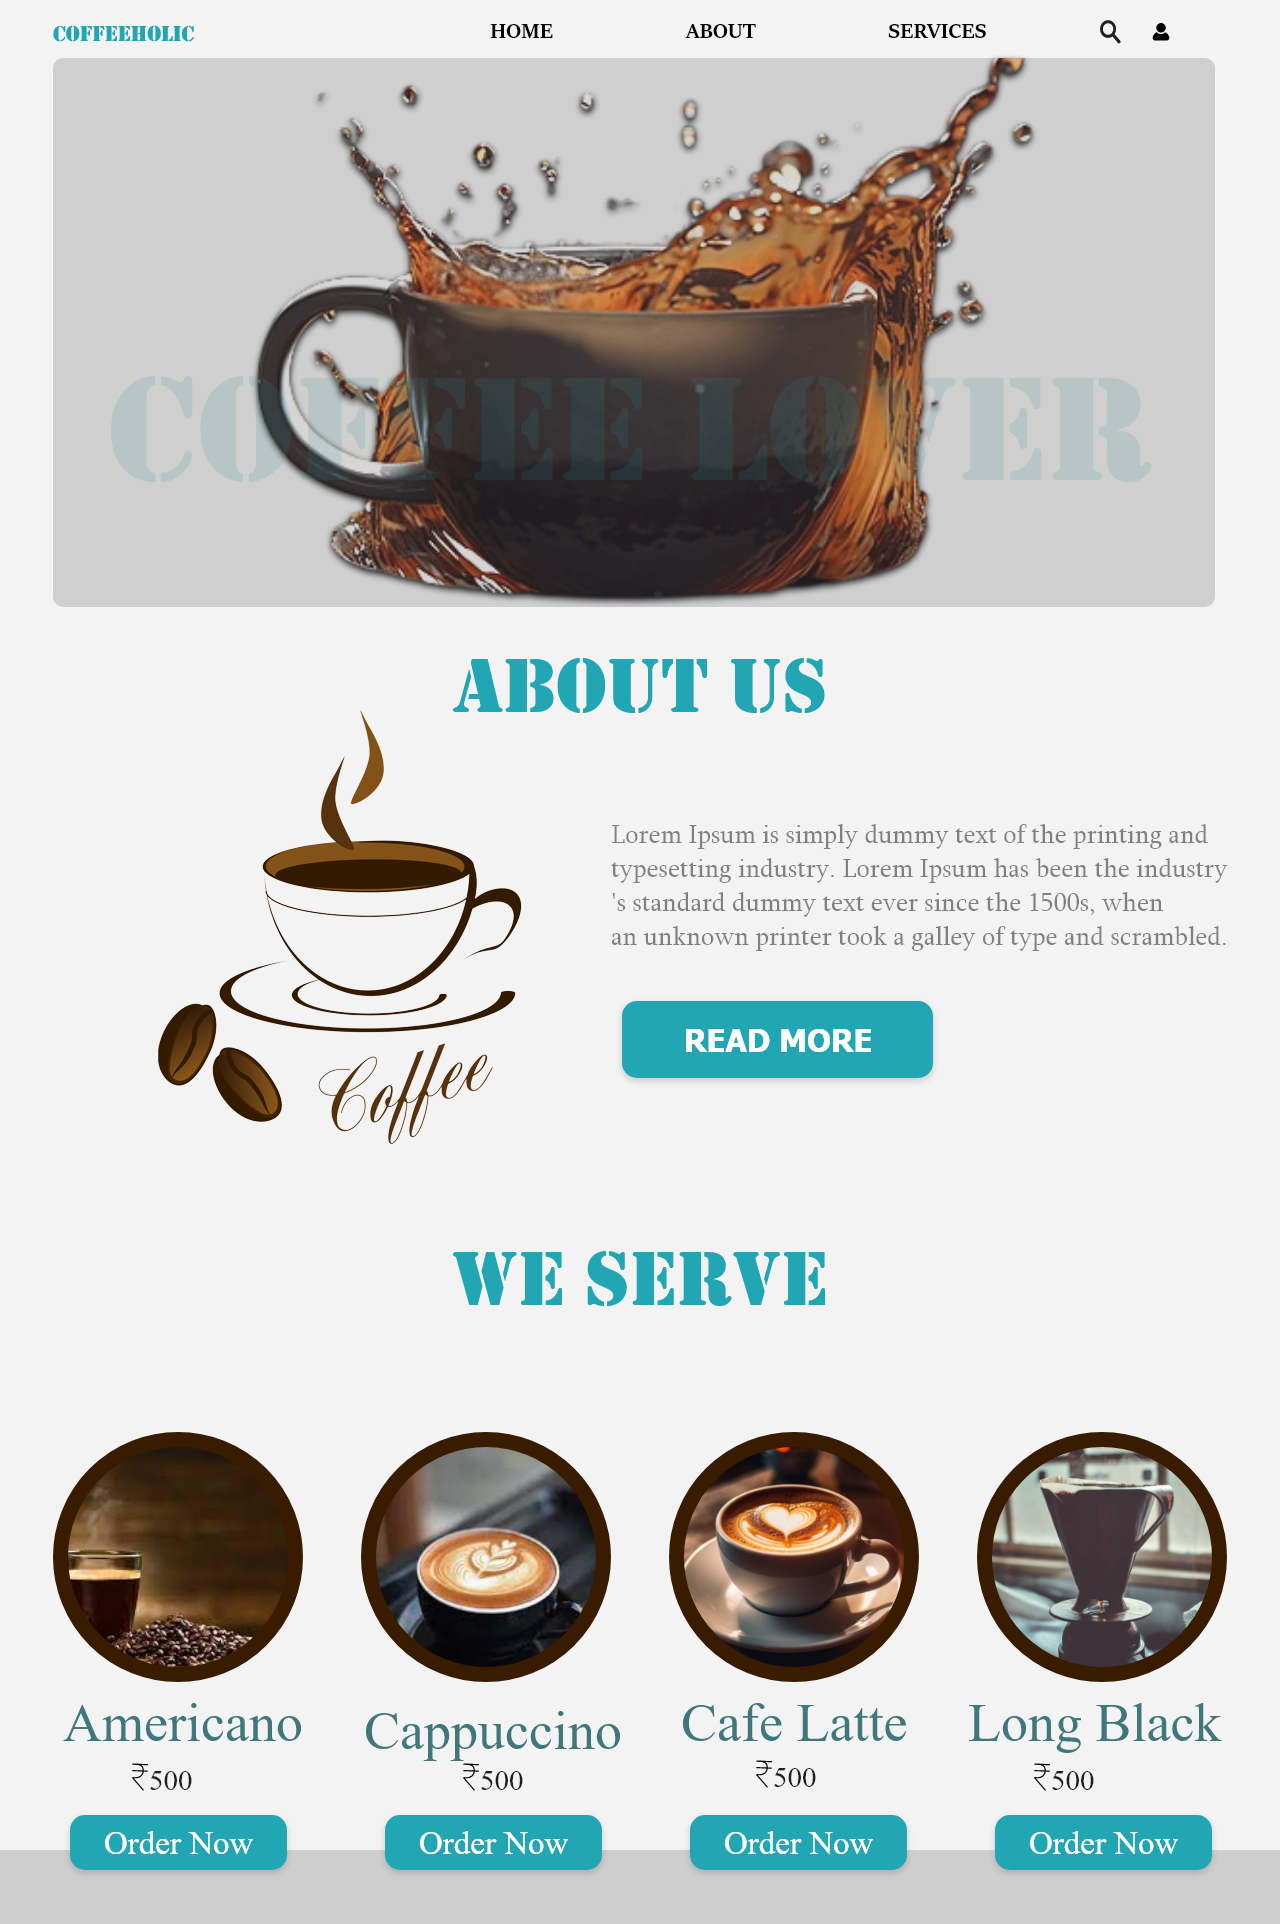 COFFEEHOLIC
HOME ABOUT SERVICES
COFFEE LOVER
ABOUT US
Lorem Ipsum is simply dummy text of the printing and
typesetting industry. Lorem Ipsum has been the industry
's standard dummy text ever since the 1500s, when
an unknown printer took a galley of type and scrambled.
READ MORE
Coffee
WE SERVE
Americano Cappuccino Cafe Latte Long Black
₹500 ₹500 ₹500 ₹500
Order Now Order Now Order Now Order Now